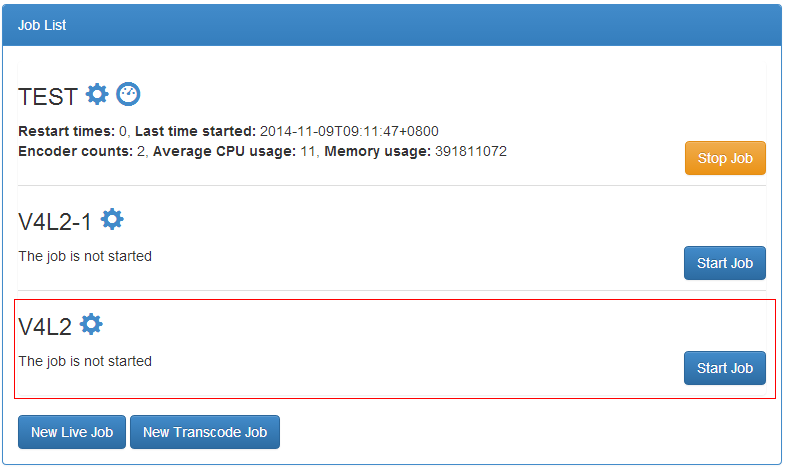 Job List
TEST
Restart times: 0, Last time started: 2014-11-09T09:11:47+0800
Encoder counts: 2, Average CPU usage: 11, Memory usage: 391811072
Stop Job
V4L2-1
The job is not started
Start Job
V4L2
The job is not started
Start Job
New Live Job
New Transcode Job